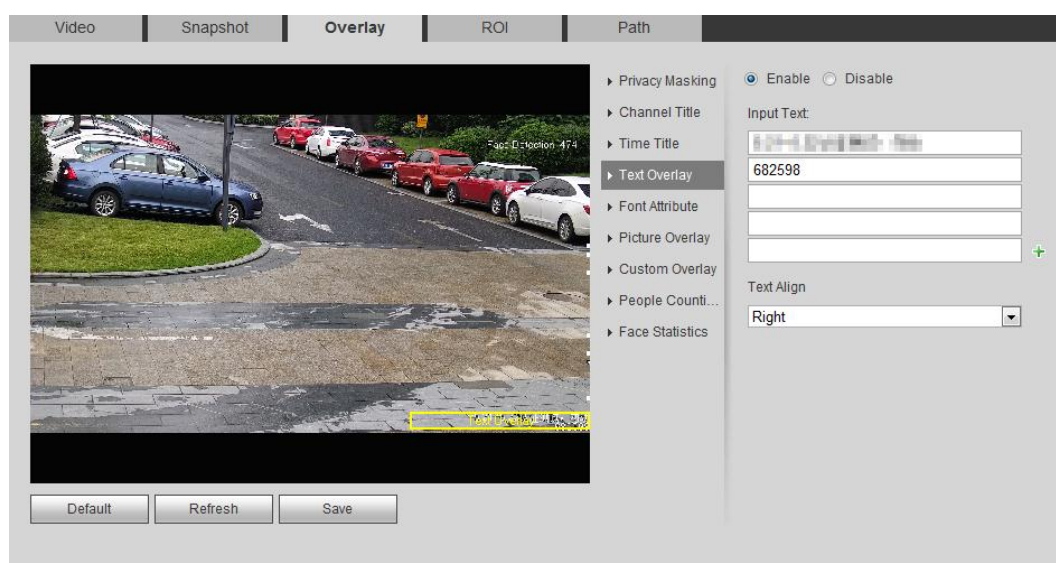 Video Snapshot Overlay ROI Path
Face Detection 474
Text Overlay
Default Refresh Save
Privacy Masking
Channel Title
Time Title
Text Overlay
Font Attribute
Picture Overlay
Custom Overlay
People Counti...
Face Statistics
Enable Disable
Input Text:
682598
Text Align
Right